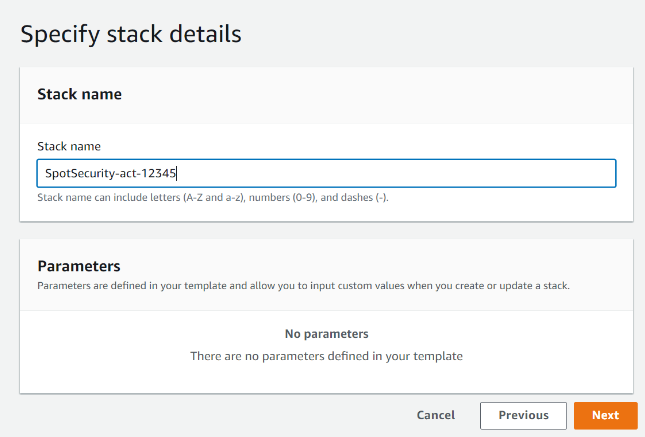 Specify stack details
Stack name
Stack name
SpotSecurity-act-12345
Stack name can include letters (A-Z and a-z), numbers (0-9), and dashes (-).
Parameters
Parameters are defined in your template and allow you to input custom values when you create or update a stack.
No parameters
There are no parameters defined in your template
Cancel Previous Next